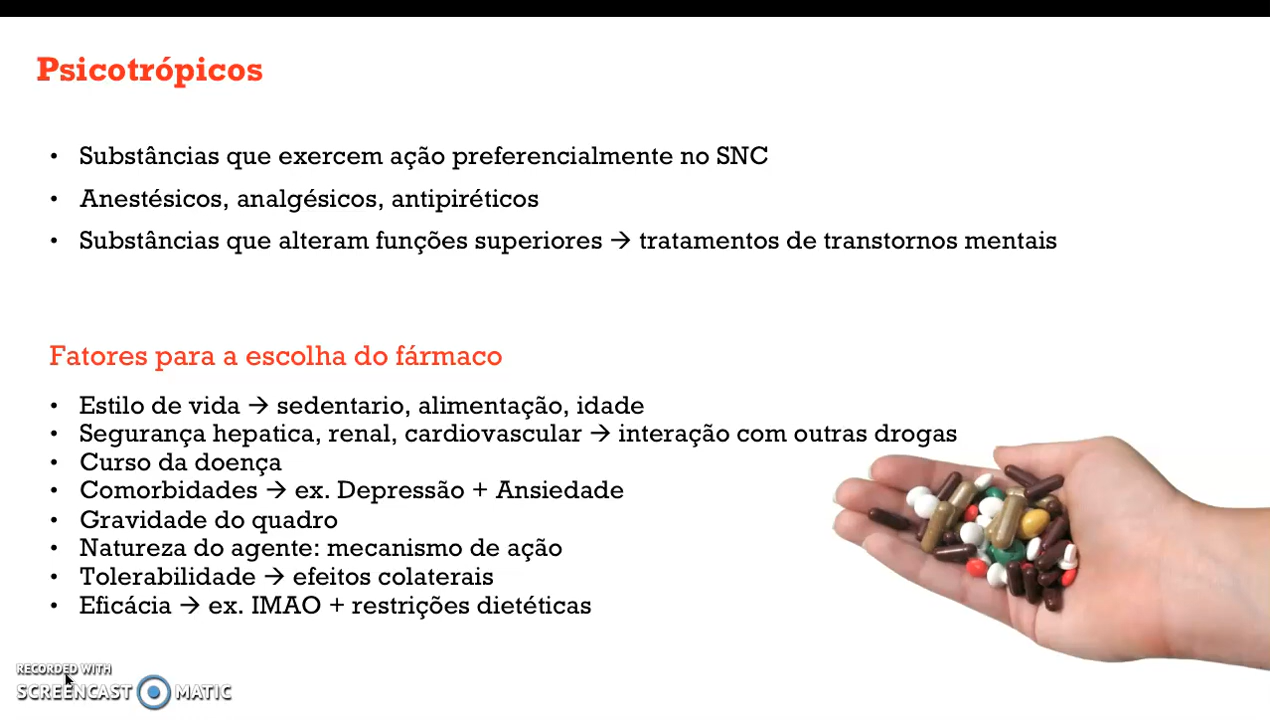 Psicotrópicos
• Substâncias que exercem ação preferencialmente no SNC
• Anestésicos, analgésicos, antipiréticos
• Substâncias que alteram funções superiores → tratamentos de transtornos mentais
Fatores para a escolha do fármaco
• Estilo de vida → sedentario, alimentação, idade
• Segurança hepatica, renal, cardiovascular → interação com outras drogas
• Curso da doença
• Comorbidades → ex. Depressão + Ansiedade
• Gravidade do quadro
• Natureza do agente: mecanismo de ação
• Tolerabilidade → efeitos colaterais
• Eficácia → ex. IMAO + restrições dietéticas
RECORDED WITH
SCREENCAST MATIC